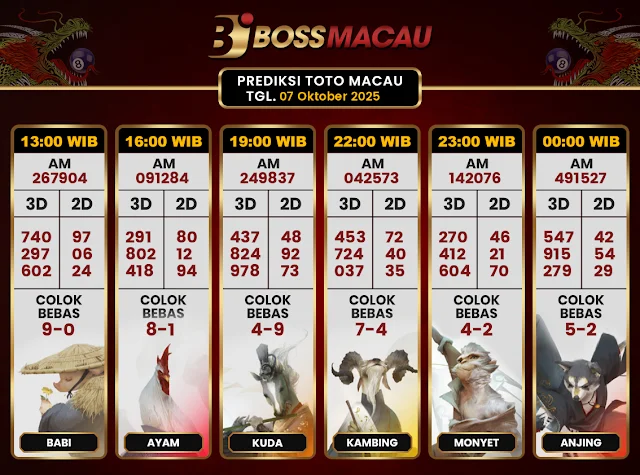 BJ BOSSMACAU
PREDIKSI TOTO MACAU
TGL. 07 Oktober 2025
13:00 WIB
AM
267904
3D 2D
740 97
297 06
602 24
COLOK
BEBAS
9-0
BABI
16:00 WIB
AM
091284
3D 2D
291 80
802 12
418 94
COLOK
BEBAS
8-1
AYAM
19:00 WIB
AM
249837
3D 2D
437 48
824 92
978 73
COLOK
BEBAS
4-9
KUDA
22:00 WIB
AM
042573
3D 2D
453 72
724 40
037 35
COLOK
BEBAS
7-4
KAMBING
23:00 WIB
AM
142076
3D 2D
270 46
412 21
604 70
COLOK
BEBAS
4-2
MONYET
00:00 WIB
AM
491527
3D 2D
547 42
915 54
279 29
COLOK
BEBAS
5-2
ANJING
8
8